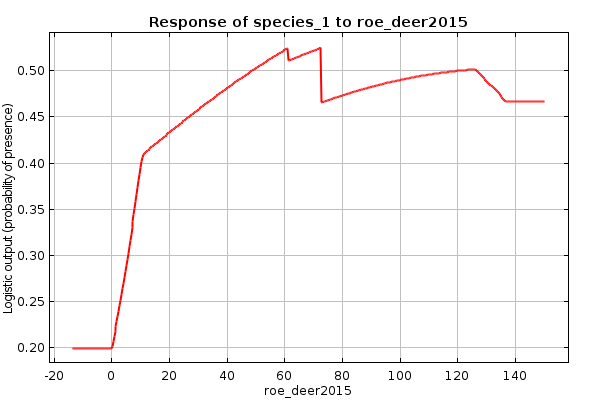 Response of species_1 to roe_deer2015
Logistic output (probability of presence)
0.50
0.45
0.40
0.35
0.30
0.25
0.20
-20 0 20 40 60 80 100 120 140
roe_deer2015